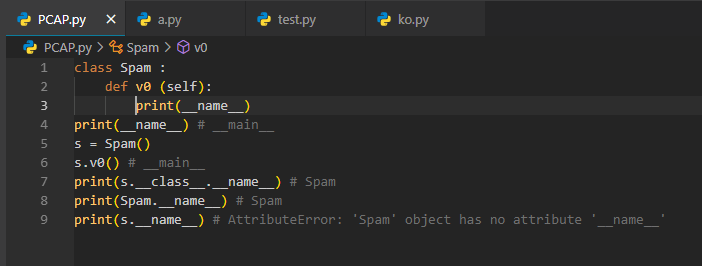 PCAP.py × a.py test.py ko.py
PCAP.py > Spam > v0
1 class Spam :
2     def v0 (self):
3         print(__name__)
4 print(__name__) # __main__
5 s = Spam()
6 s.v0() # __main__
7 print(s.__class__.__name__) # Spam
8 print(Spam.__name__) # Spam
9 print(s.__name__) # AttributeError: 'Spam' object has no attribute '__name__'